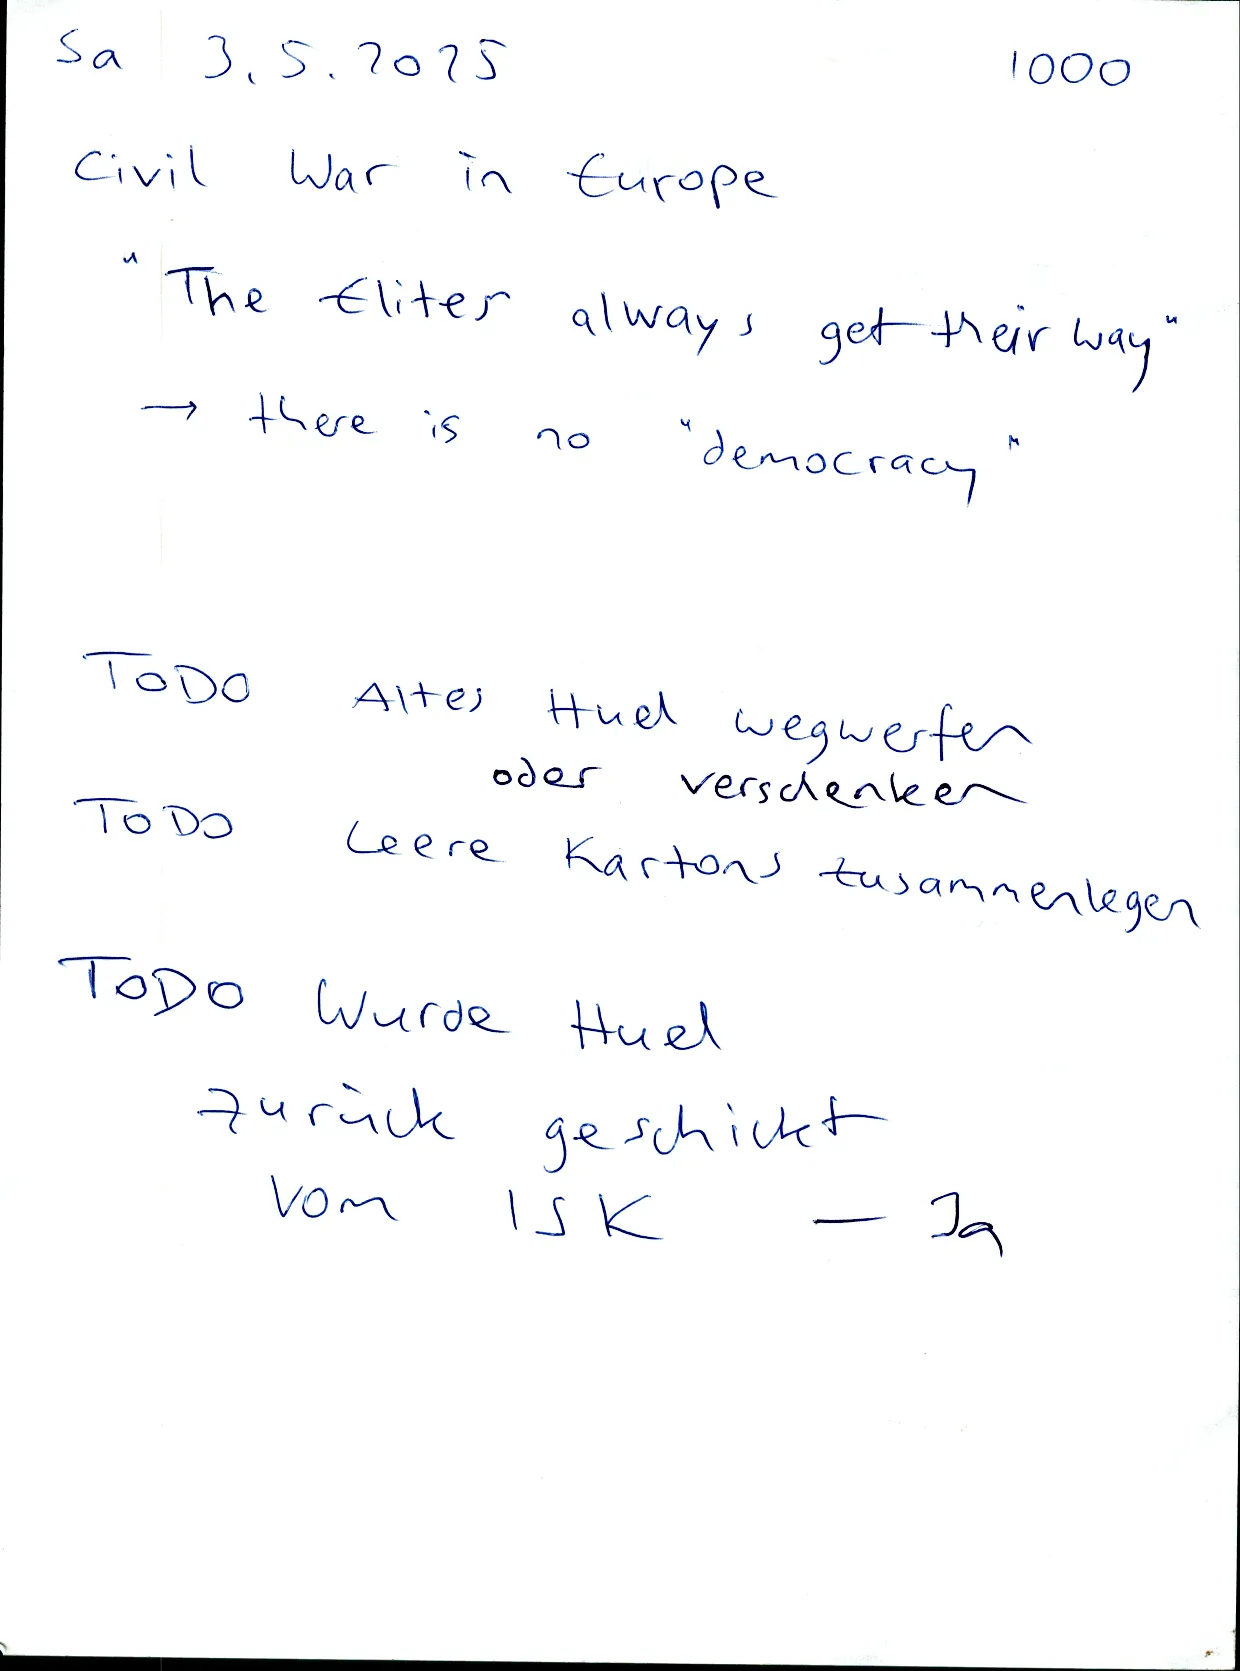 Sa 3.5.2025 1000
Civil War in Europe
"The Elites always get their way"
→ there is no "democracy"
TODO Altes Huel wegwerfen
oder verschenken
TODO Leere Kartons zusammenlegen
TODO Wurde Huel
zurück geschickt
vom ISK — Ja